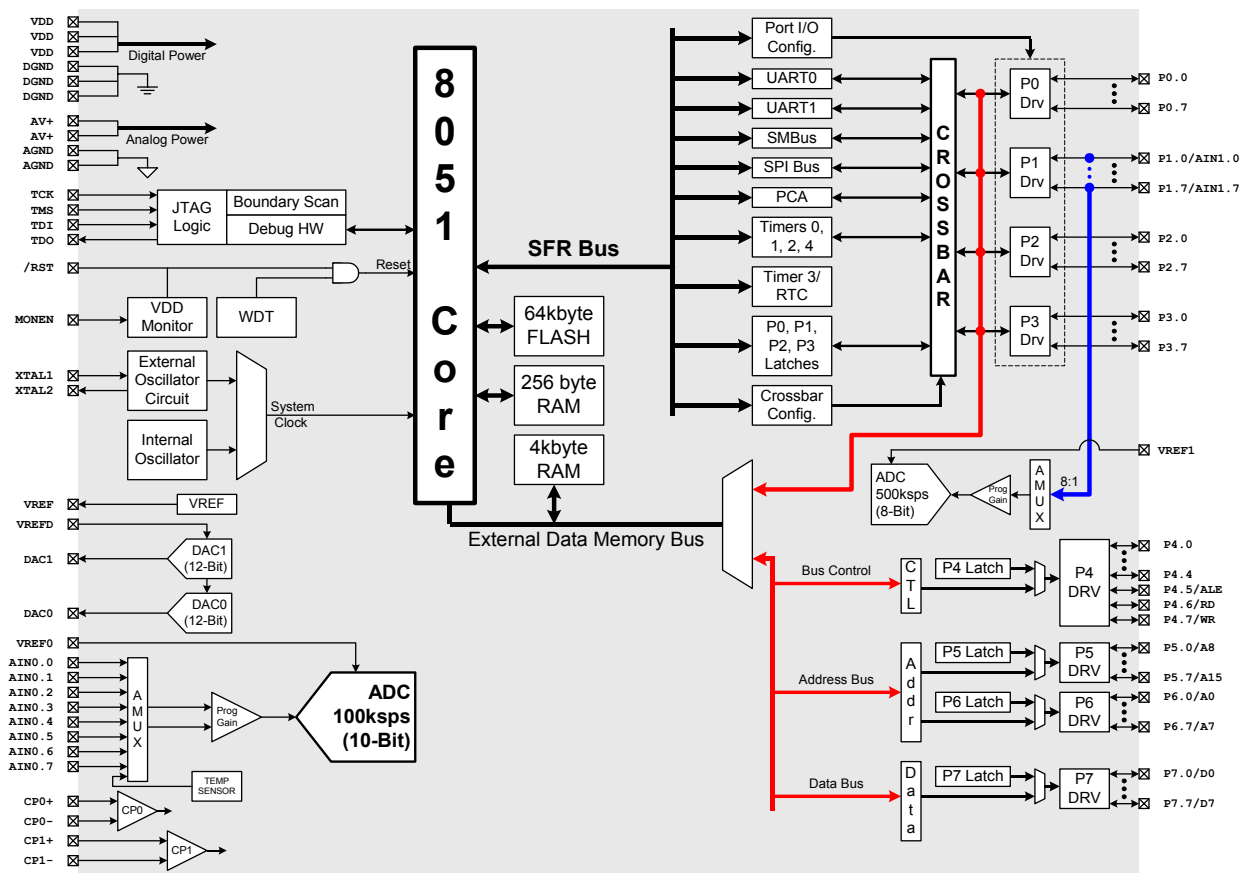 VDD
VDD
VDD
Digital Power
DGND
DGND
DGND
AV+
AV+
Analog Power
AGND
AGND
TCK
TMS
TDI
TDO
JTAG
Logic
Boundary Scan
Debug HW
/RST
Reset
MONEN
VDD
Monitor
WDT
XTAL1
XTAL2
External
Oscillator
Circuit
Internal
Oscillator
System
Clock
VREF
VREF
VREFD
DAC1
DAC1
(12-Bit)
DAC0
DAC0
(12-Bit)
VREF0
AIN0.0
AIN0.1
AIN0.2
AIN0.3
AIN0.4
AIN0.5
AIN0.6
AIN0.7
AMUX
Prog
Gain
ADC
100ksps
(10-Bit)
TEMP
SENSOR
CP0+
CP0-
CP0
CP1+
CP1-
CP1
8051 Core
SFR Bus
64kbyte
FLASH
256 byte
RAM
4kbyte
RAM
External Data Memory Bus
Port I/O
Config.
UART0
UART1
SMBus
SPI Bus
PCA
Timers 0,
1, 2, 4
Timer 3/
RTC
P0, P1,
P2, P3
Latches
Crossbar
Config.
CROSSBAR
P0
Drv
P1
Drv
P2
Drv
P3
Drv
P0.0
P0.7
P1.0/AIN1.0
P1.7/AIN1.7
P2.0
P2.7
P3.0
P3.7
VREF1
ADC
500ksps
(8-Bit)
Prog
Gain
AMUX
8:1
Bus Control
CTL
P4 Latch
P4
DRV
P4.0
P4.4
P4.5/ALE
P4.6/RD
P4.7/WR
Address Bus
Addr
P5 Latch
P5
DRV
P5.0/A8
P5.7/A15
P6 Latch
P6
DRV
P6.0/A0
P6.7/A7
Data Bus
Data
P7 Latch
P7
DRV
P7.0/D0
P7.7/D7